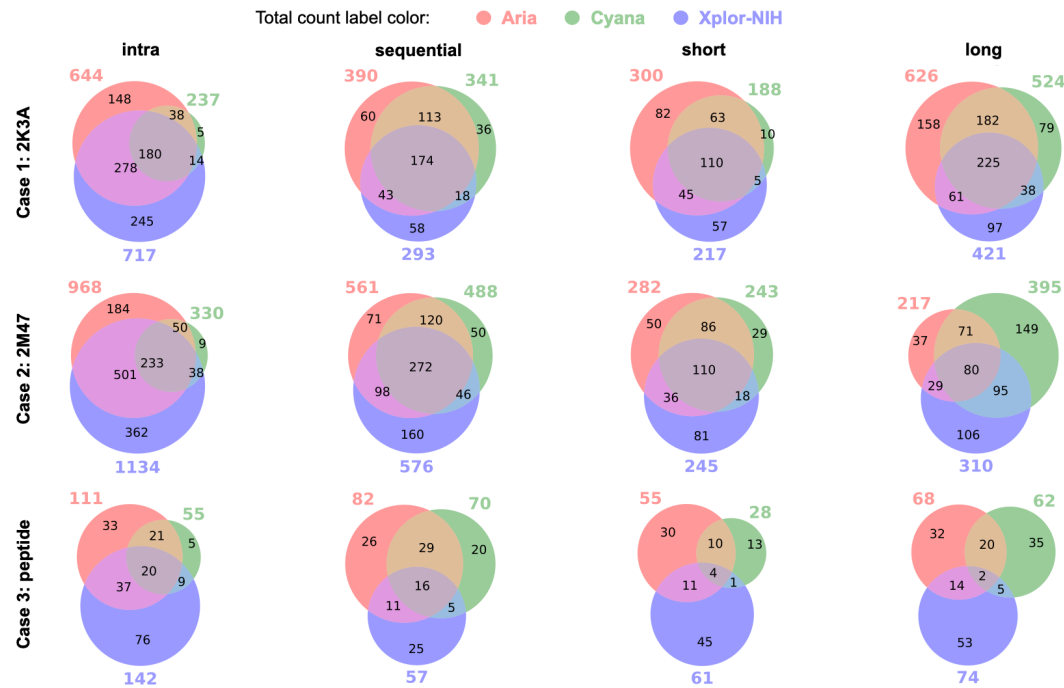 Total count label color: Aria Cyana Xplor-NIH
intra sequential short long
Case 1: 2K3A
644 237 148 38 5 180 14 278 245 717
390 341 60 113 36 174 43 18 58 293
300 188 82 63 10 110 5 45 57 217
626 524 158 182 79 225 61 38 97 421
Case 2: 2M47
968 330 184 50 9 233 38 501 362 1134
561 488 71 120 50 272 98 46 160 576
282 243 50 86 29 110 36 18 81 245
217 395 37 71 149 80 29 95 106 310
Case 3: peptide
111 55 33 21 5 20 9 37 76 142
82 70 26 29 20 16 11 5 25 57
55 28 30 10 13 4 1 11 45 61
68 62 32 20 35 2 14 5 53 74